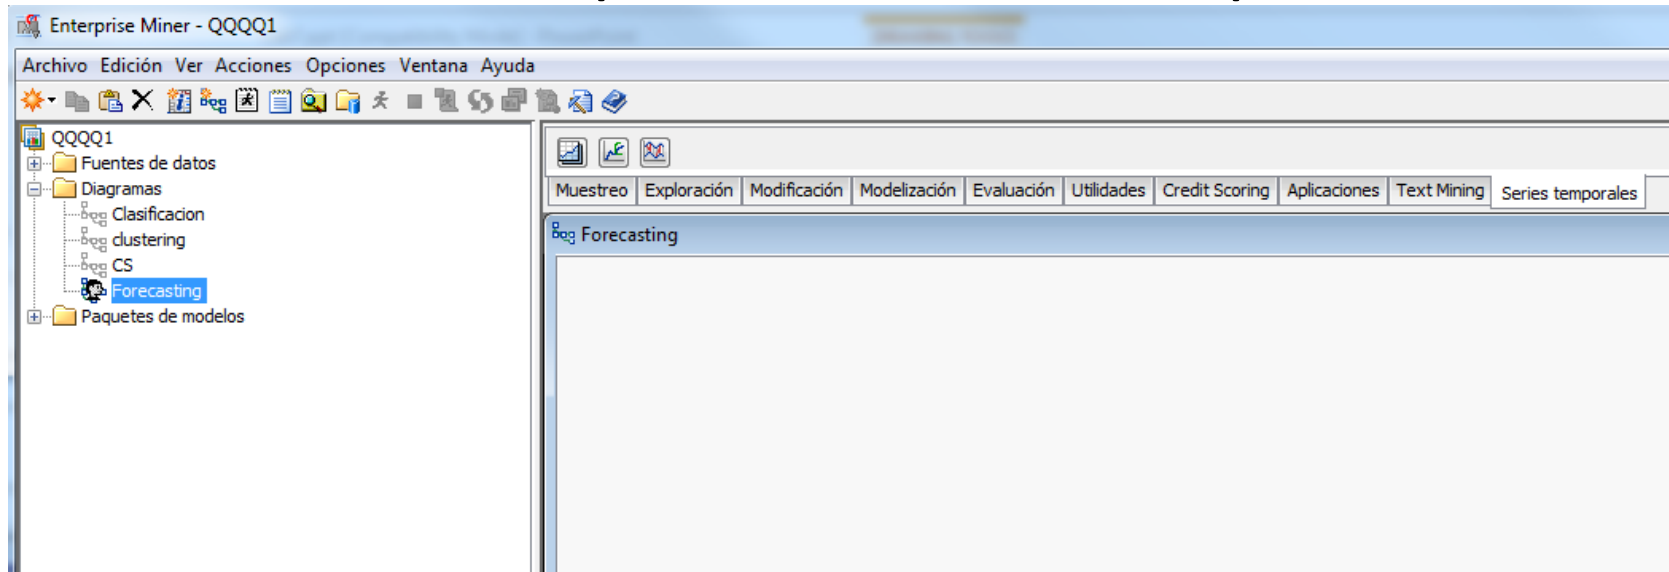 Enterprise Miner - QQQQ1
Archivo Edición Ver Acciones Opciones Ventana Ayuda
QQQQ1
Fuentes de datos
Diagramas
Clasificacion
clustering
CS
Forecasting
Paquetes de modelos
Muestreo Exploración Modificación Modelización Evaluación Utilidades Credit Scoring Aplicaciones Text Mining Series temporales
Forecasting